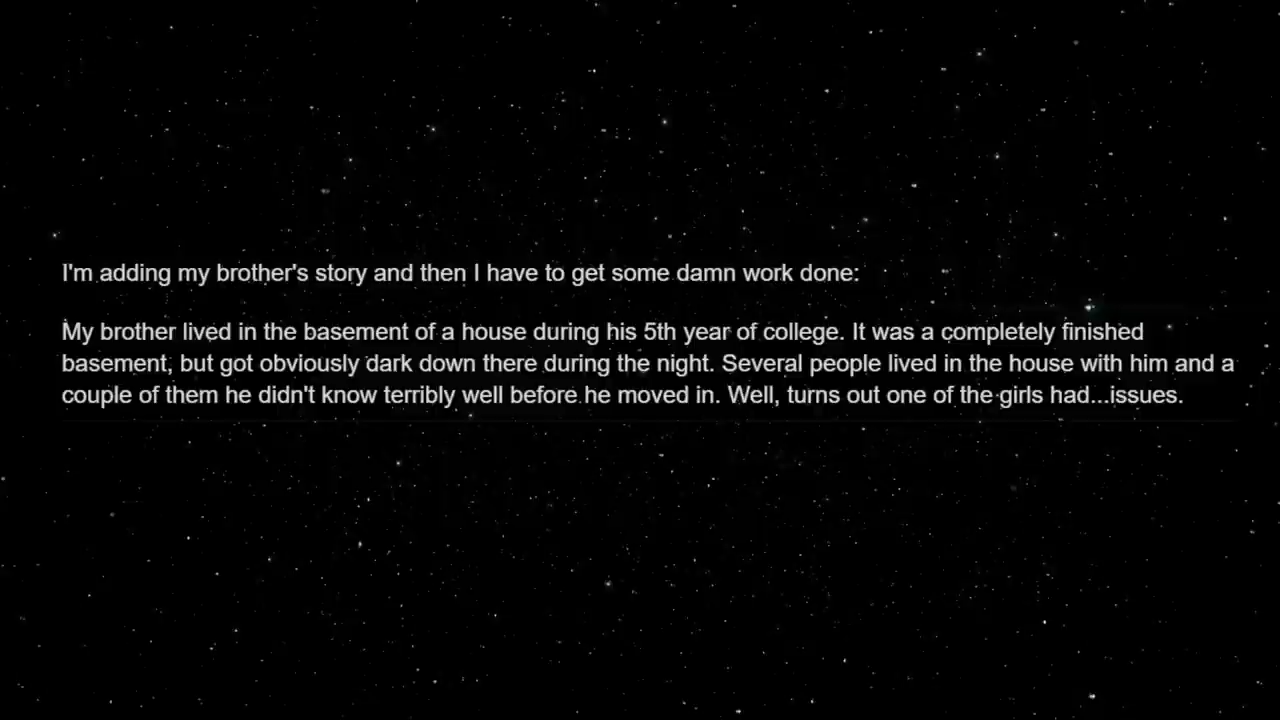 I'm adding my brother's story and then I have to get some damn work done:
My brother lived in the basement of a house during his 5th year of college. It was a completely finished
basement, but got obviously dark down there during the night. Several people lived in the house with him and a
couple of them he didn't know terribly well before he moved in. Well, turns out one of the girls had...issues.